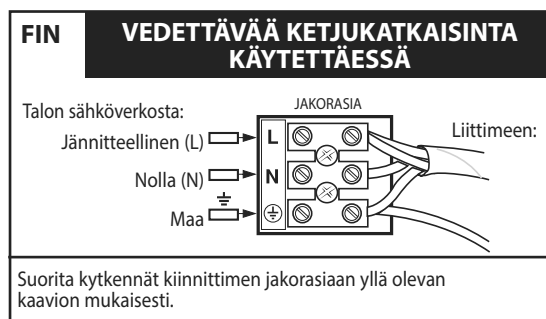 FIN
VEDETTÄVÄÄ KETJUKATKAISINTA
KÄYTETTÄESSÄ
Talon sähköverkosta:
JAKORASIA
Jännitteellinen (L)
L
Liittimeen:
Nolla (N)
N
Maa
Suorita kytkennät kiinnittimen jakorasiaan yllä olevan
kaavion mukaisesti.